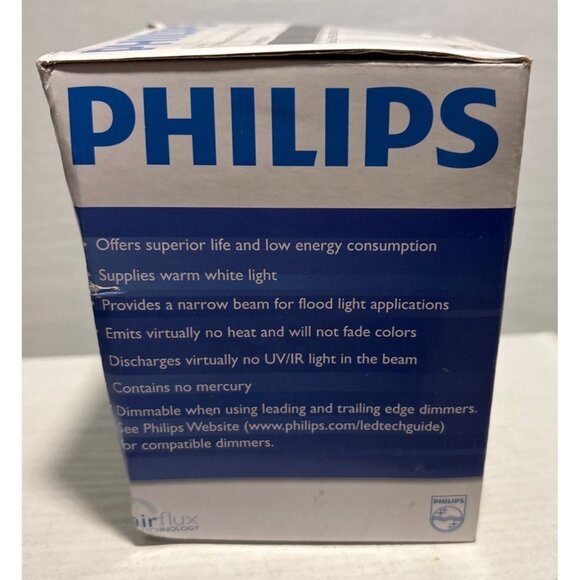 PHILIPS
PHILIPS
• Offers superior life and low energy consumption
• Supplies warm white light
• Provides a narrow beam for flood light applications
• Emits virtually no heat and will not fade colors
Discharges virtually no UV/IR light in the beam
Contains no mercury
Dimmable when using leading and trailing edge dimmers.
See Philips Website (www.philips.com/ledtechguide)
for compatible dimmers.
airflux
TECHNOLOGY
PHILIPS